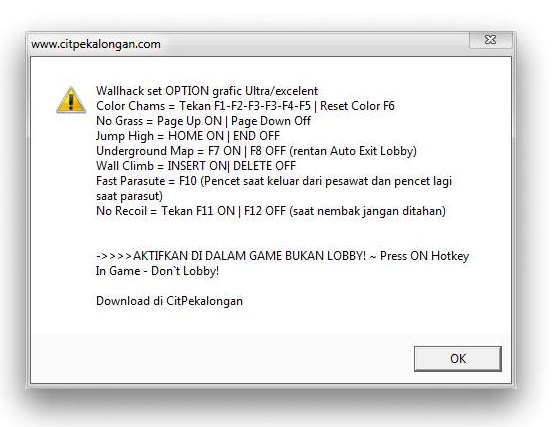 www.citpekalongan.com
Wallhack set OPTION grafic Ultra/excelent
Color Chams = Tekan F1-F2-F3-F3-F4-F5 | Reset Color F6
No Grass = Page Up ON | Page Down Off
Jump High = HOME ON | END OFF
Underground Map = F7 ON | F8 OFF (rentan Auto Exit Lobby)
Wall Climb = INSERT ON| DELETE OFF
Fast Parasute = F10 (Pencet saat keluar dari pesawat dan pencet lagi
saat parasut)
No Recoil = Tekan F11 ON | F12 OFF (saat nembak jangan ditahan)
->>>>AKTIFKAN DI DALAM GAME BUKAN LOBBY! ~ Press ON Hotkey
In Game - Don`t Lobby!
Download di CitPekalongan
OK